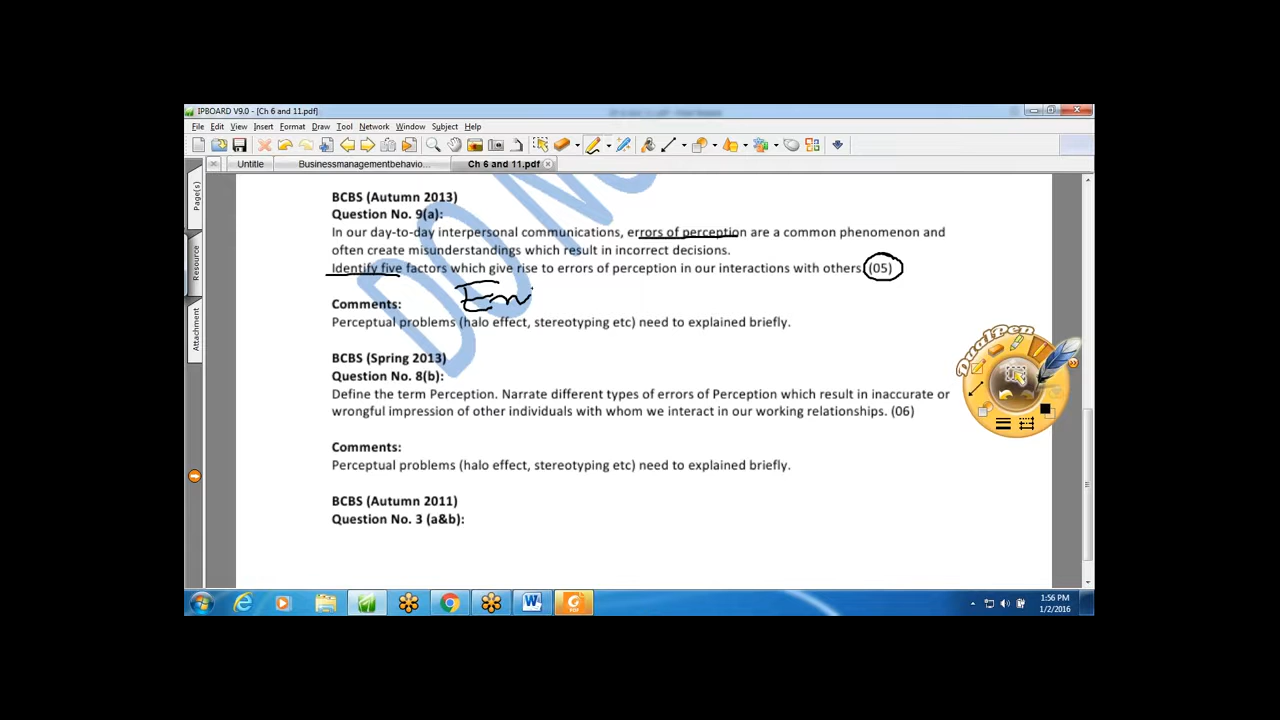 IPBOARD V9.0 - [Ch 6 and 11.pdf]
File Edit View Insert Format Draw Tool Network Window Subject Help
Untitle Businessmanagementbehavio... Ch 6 and 11.pdf
Page(s)
Resource
Attachment
DO NO
BCBS (Autumn 2013)
Question No. 9(a):
In our day-to-day interpersonal communications, errors of perception are a common phenomenon and
often create misunderstandings which result in incorrect decisions.
Identify five factors which give rise to errors of perception in our interactions with others. (05)
Comments:
Perceptual problems (halo effect, stereotyping etc) need to explained briefly.
BCBS (Spring 2013)
Question No. 8(b):
Define the term Perception. Narrate different types of errors of Perception which result in inaccurate or
wrongful impression of other individuals with whom we interact in our working relationships. (06)
Comments:
Perceptual problems (halo effect, stereotyping etc) need to explained briefly.
BCBS (Autumn 2011)
Question No. 3 (a&b):
DualPen
1:56 PM
1/2/2016